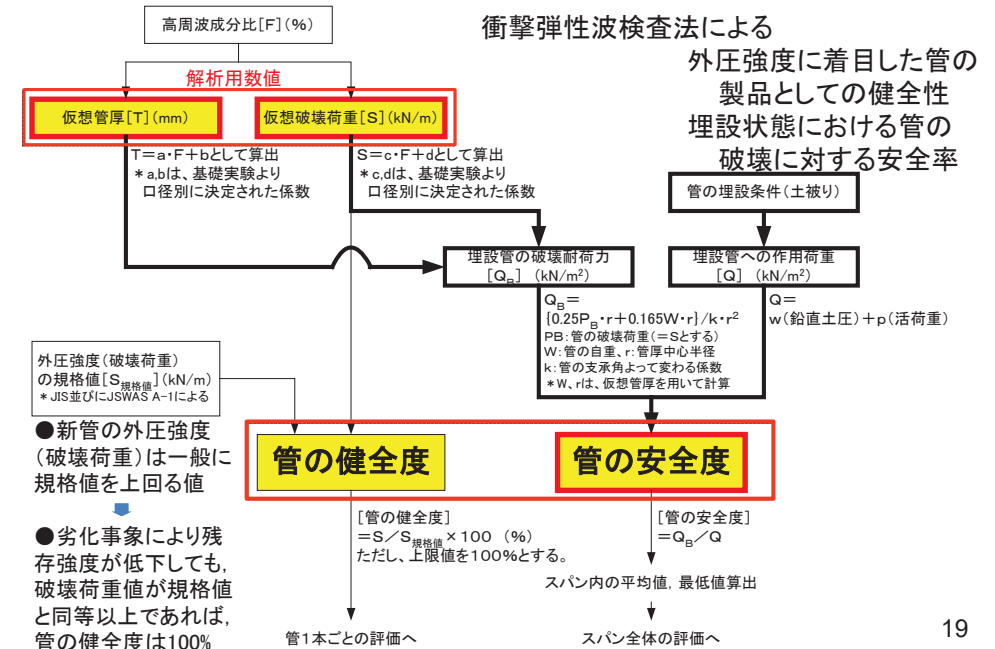 高周波成分比[F](%)
衝撃弾性波検査法による
外圧強度に着目した管の
製品としての健全性
埋設状態における管の
破壊に対する安全率
解析用数値
仮想管厚[T](mm)
仮想破壊荷重[S](kN/m)
T=a・F+bとして算出
*a,bは、基礎実験より
口径別に決定された係数
S=c・F+dとして算出
*c,dは、基礎実験より
口径別に決定された係数
管の埋設条件(土被り)
埋設管の破壊耐荷力
[Q_B] (kN/m²)
埋設管への作用荷重
[Q] (kN/m²)
Q_B=
{0.25P_B・r+0.165W・r}/k・r²
PB:管の破壊荷重(=Sとする)
W:管の自重、r:管厚中心半径
k:管の支承角よって変わる係数
*W、rは、仮想管厚を用いて計算
Q=
w(鉛直土圧)+p(活荷重)
外圧強度(破壊荷重)
の規格値[S規格値](kN/m)
*JIS並びにJSWAS A-1による
●新管の外圧強度
(破壊荷重)は一般に
規格値を上回る値
●劣化事象により残
存強度が低下しても,
破壊荷重値が規格値
と同等以上であれば,
管の健全度は100%
管の健全度
管の安全度
[管の健全度]
=S/S規格値×100 (%)
ただし、上限値を100%とする。
[管の安全度]
=Q_B/Q
スパン内の平均値, 最低値算出
管1本ごとの評価へ
スパン全体の評価へ
19